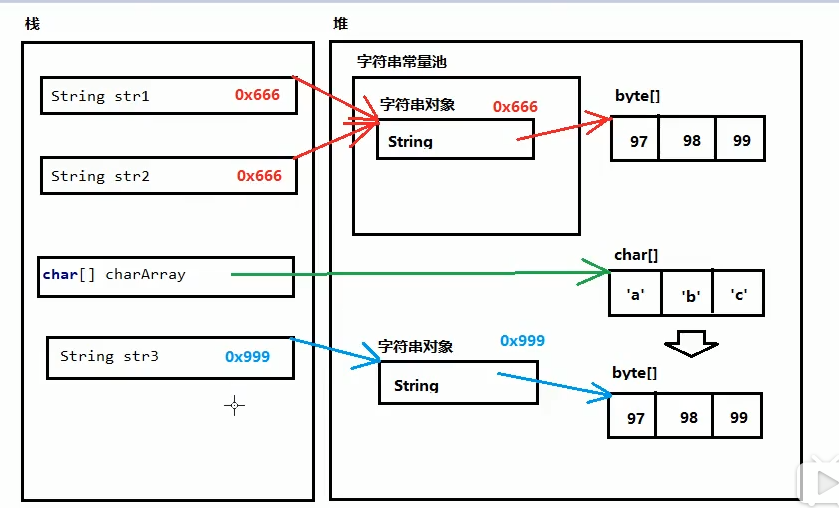 栈
堆
字符串常量池
String str1 0x666
字符串对象 0x666
byte[]
String
97 98 99
String str2 0x666
char[] charArray
char[]
'a' 'b' 'c'
String str3 0x999
字符串对象 0x999
byte[]
String
97 98 99